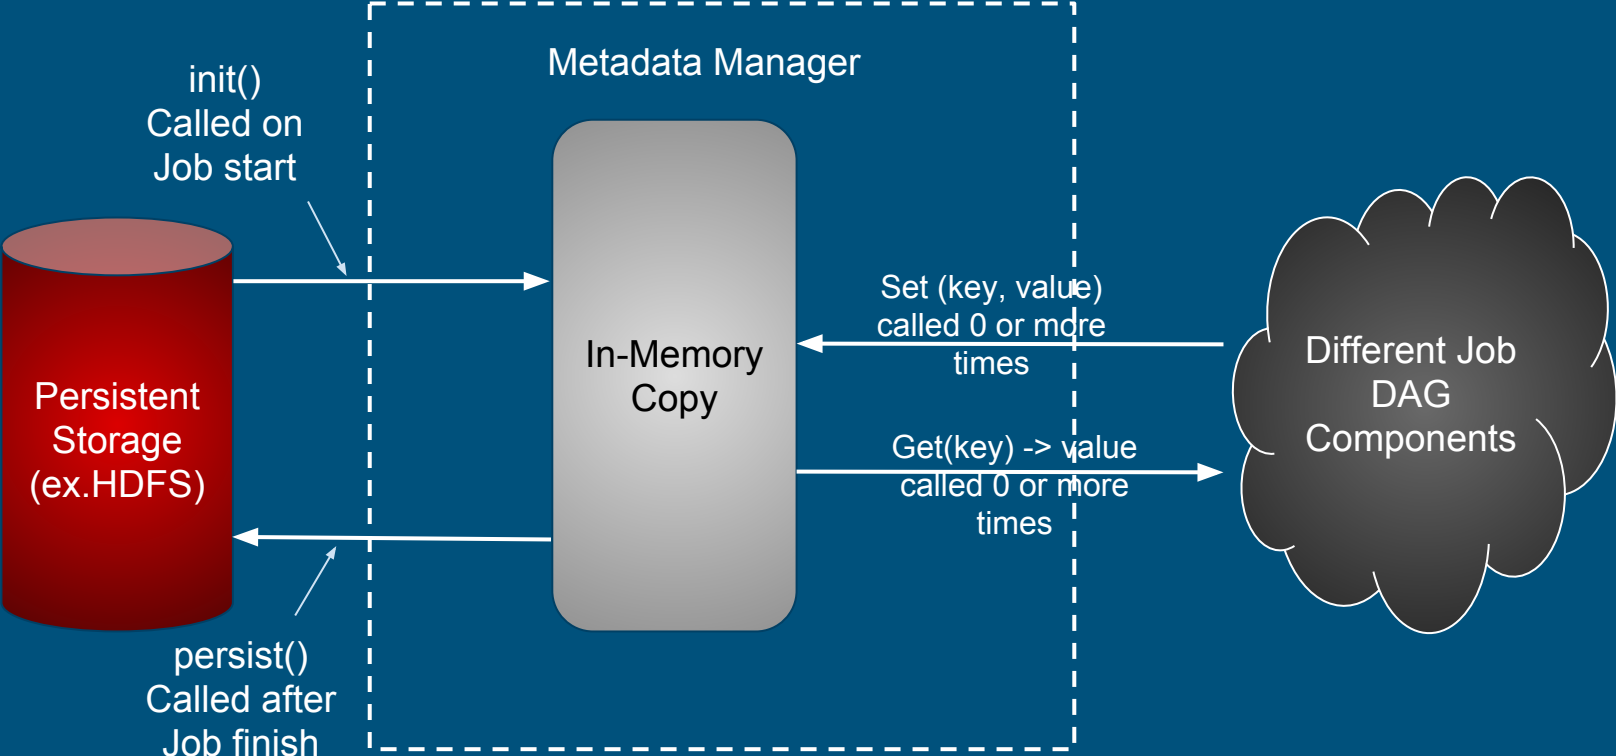 Metadata Manager
init()
Called on
Job start
Persistent
Storage
(ex.HDFS)
persist()
Called after
Job finish
In-Memory
Copy
Set (key, value)
called 0 or more
times
Get(key) -> value
called 0 or more
times
Different Job
DAG
Components